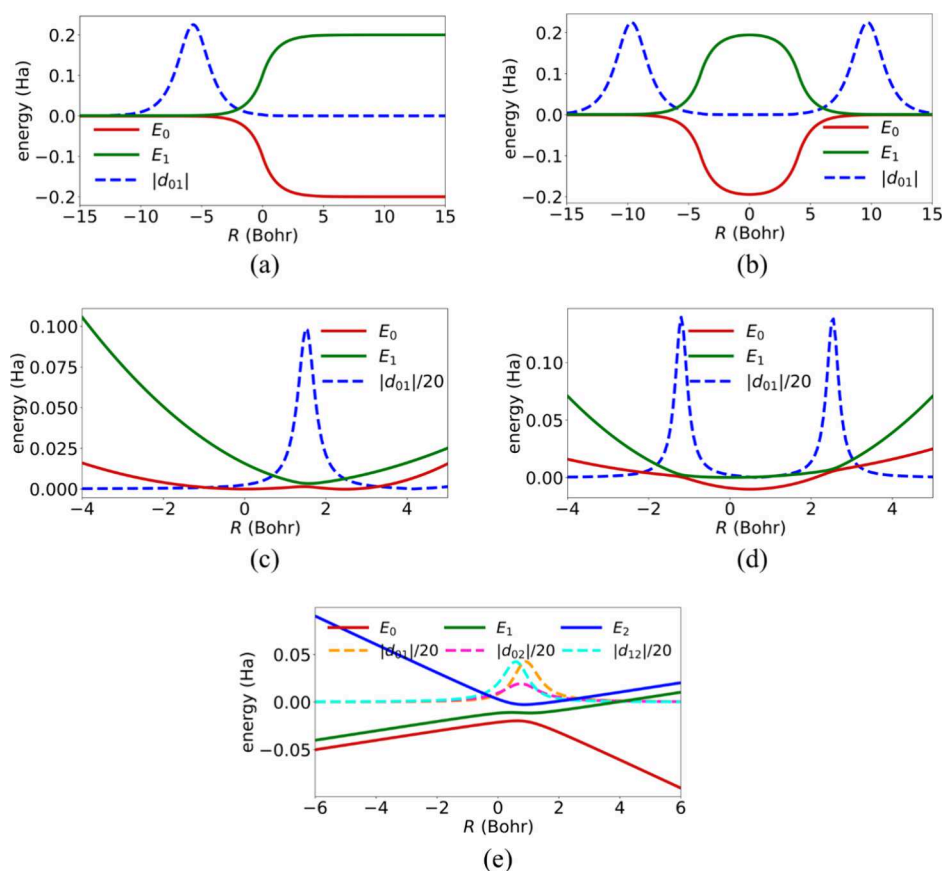 0.2
0.1
0.0
−0.1
−0.2
energy (Ha)
E0
E1
|d01|
−15 −10 −5 0 5 10 15
R (Bohr)
(a)
0.2
0.1
0.0
−0.1
−0.2
energy (Ha)
E0
E1
|d01|
−15 −10 −5 0 5 10 15
R (Bohr)
(b)
0.100
0.075
0.050
0.025
0.000
energy (Ha)
E0
E1
|d01|/20
−4 −2 0 2 4
R (Bohr)
(c)
0.10
0.05
0.00
energy (Ha)
E0
E1
|d01|/20
−4 −2 0 2 4
R (Bohr)
(d)
0.05
0.00
−0.05
energy (Ha)
E0 E1 E2
|d01|/20 |d02|/20 |d12|/20
−6 −4 −2 0 2 4 6
R (Bohr)
(e)